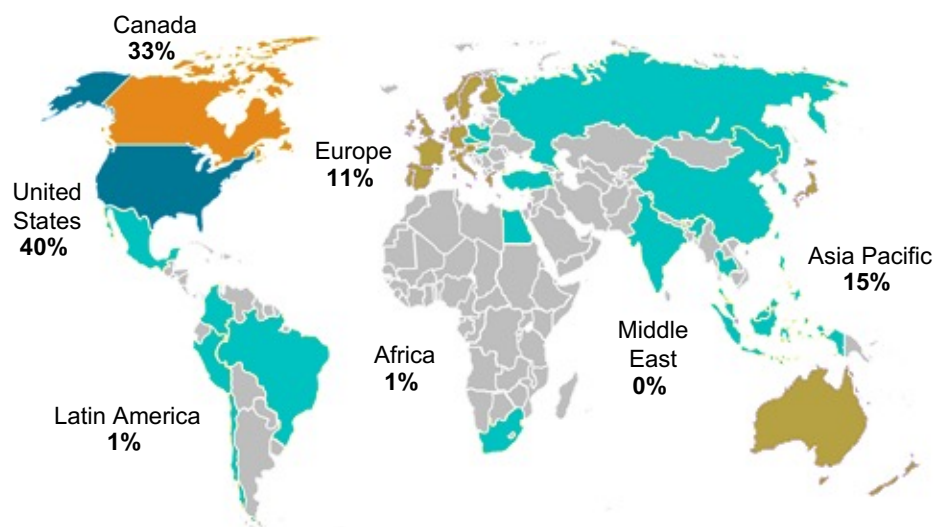 Canada
33%
Europe
11%
United
States
40%
Asia Pacific
15%
Middle
East
0%
Africa
1%
Latin America
1%